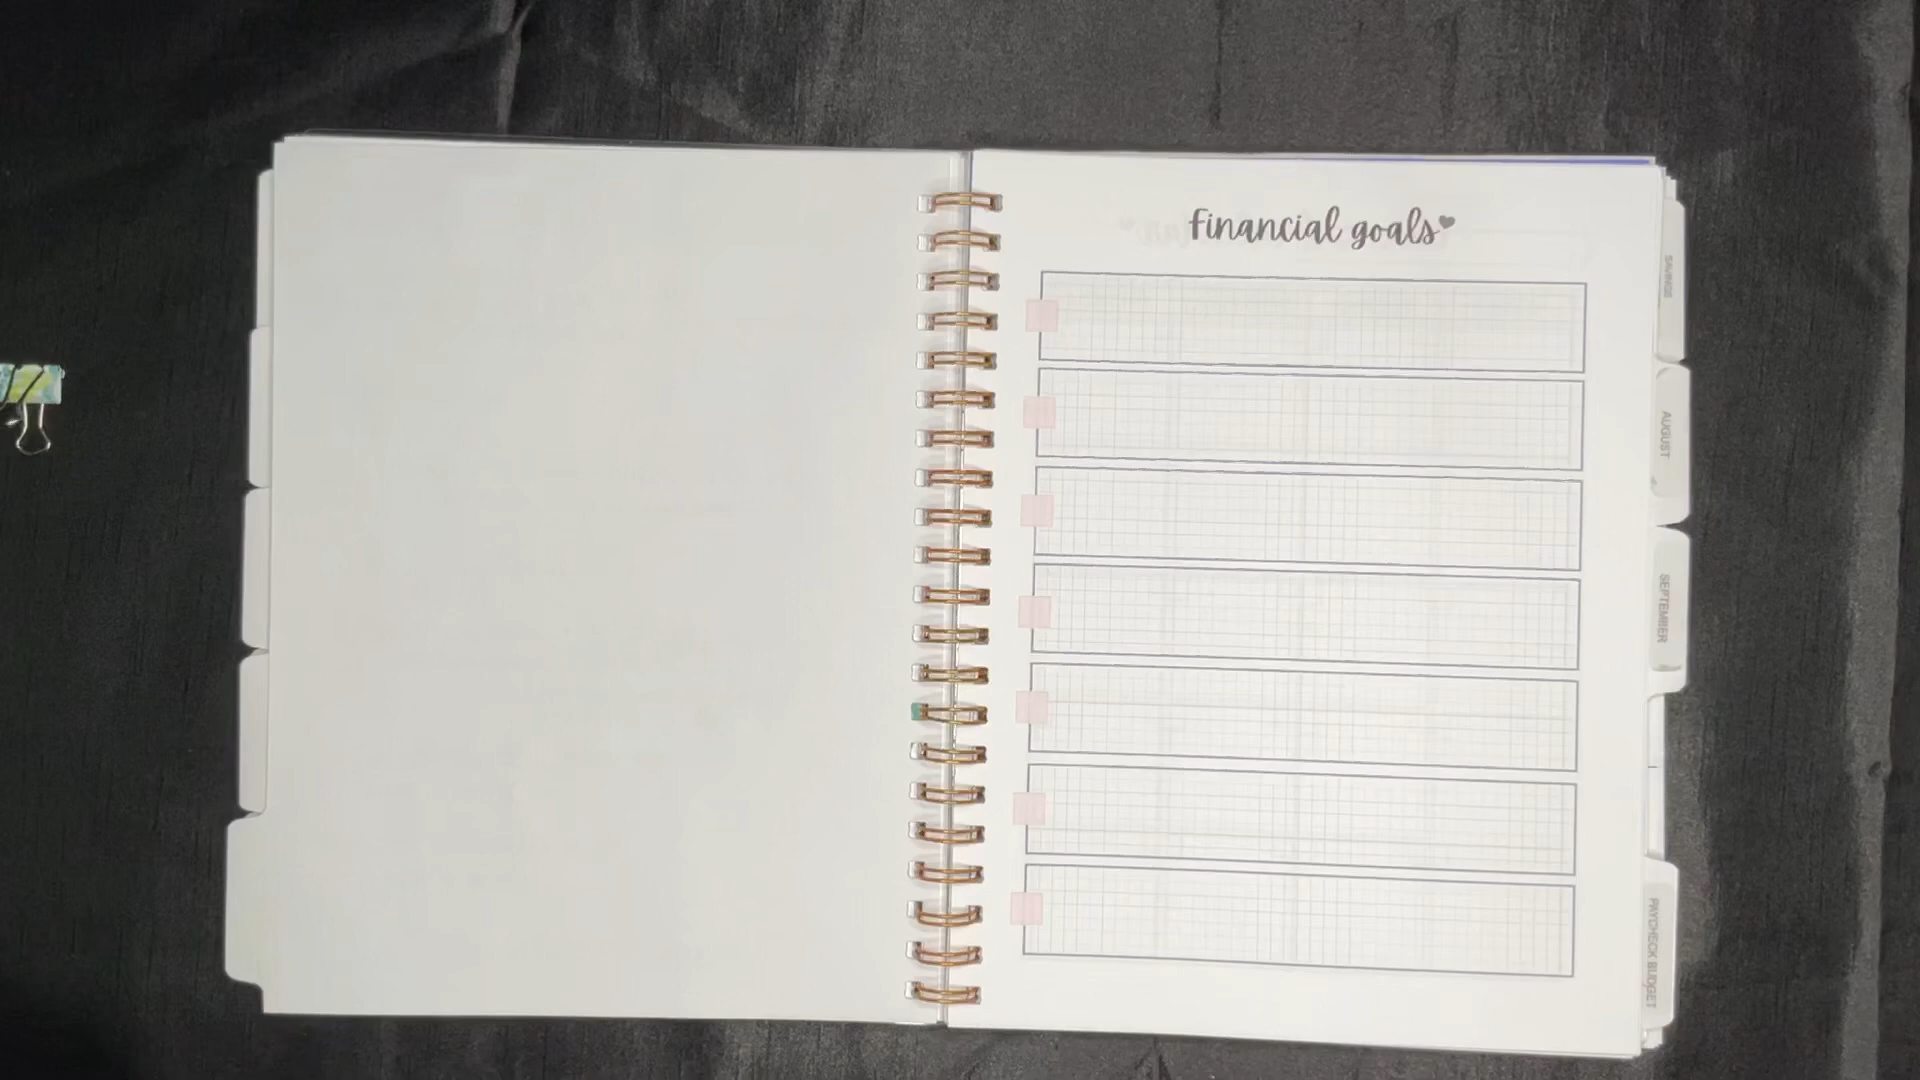 Financial goals
SAVINGS
AUGUST
SEPTEMBER
PAYCHECK BUDGET